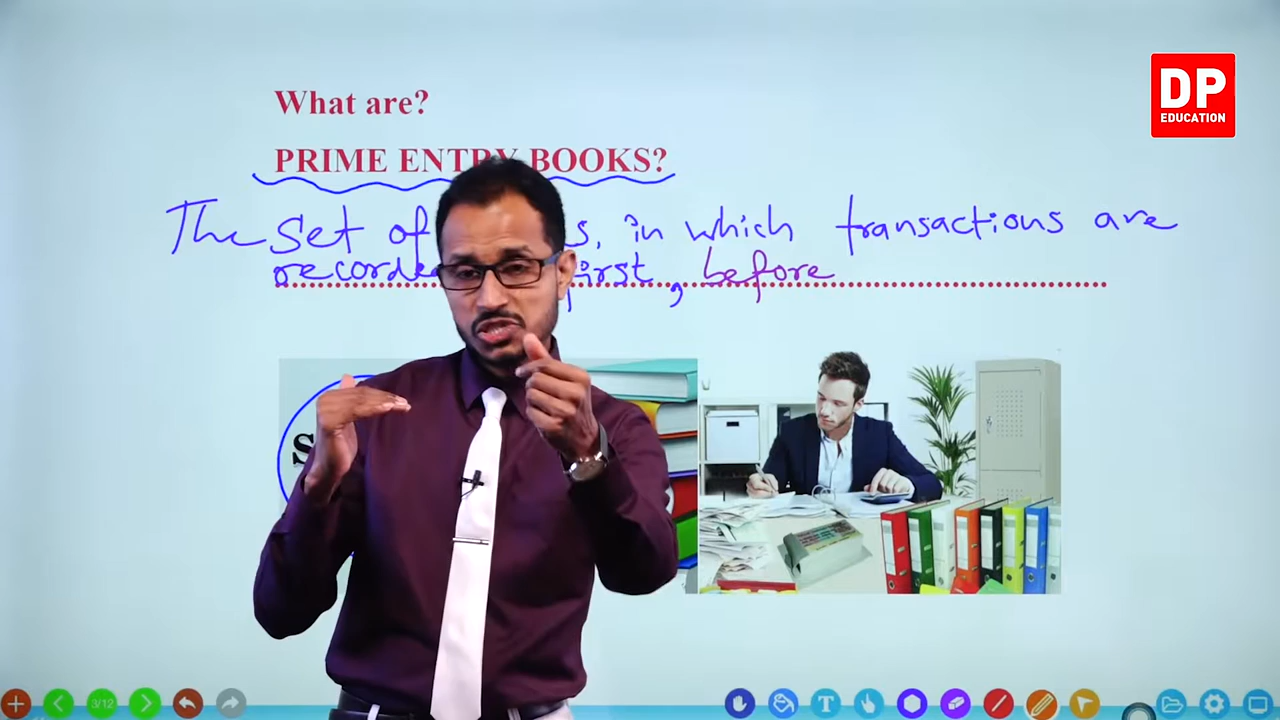 What are?
PRIME ENTRY BOOKS?
The set of s, in which transactions are
first, before
DP
EDUCATION
S
3/12
T